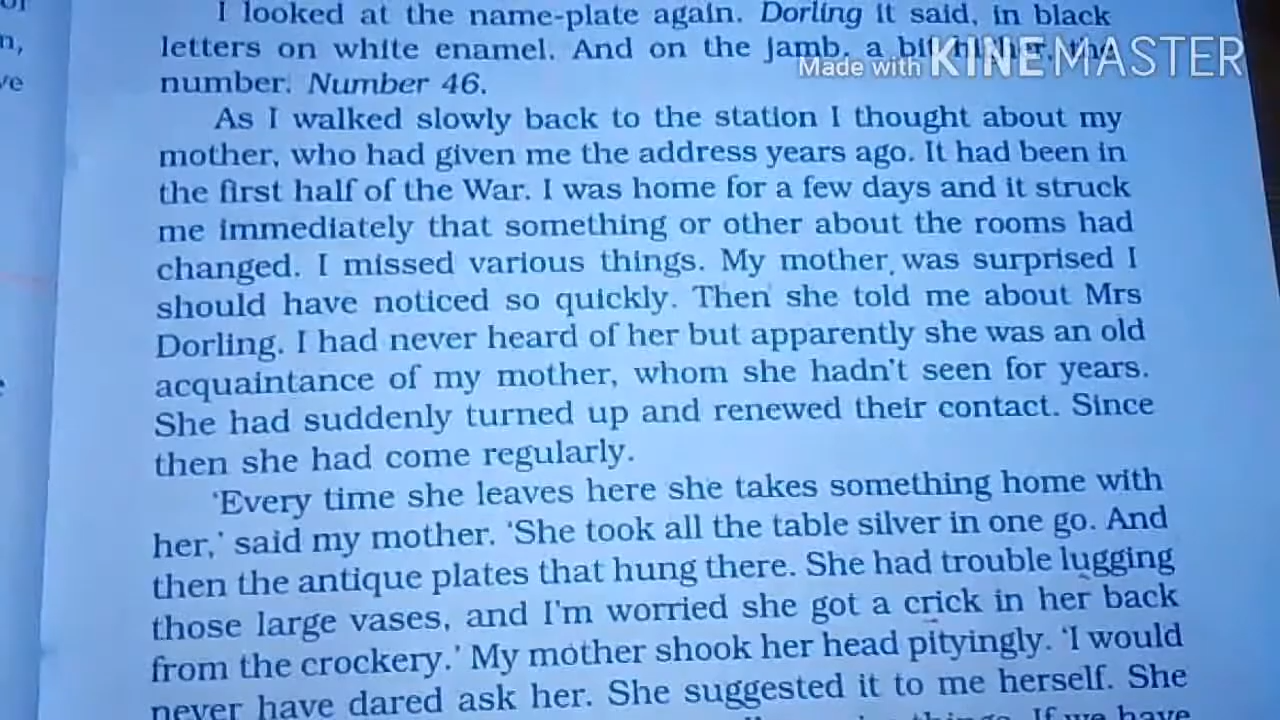 I looked at the name-plate again. Dorling it said, in black
letters on white enamel. And on the jamb, a bit
number. Number 46.
Made with KINEMASTER
As I walked slowly back to the station I thought about my
mother, who had given me the address years ago. It had been in
the first half of the War. I was home for a few days and it struck
me immediately that something or other about the rooms had
changed. I missed various things. My mother was surprised I
should have noticed so quickly. Then she told me about Mrs
Dorling. I had never heard of her but apparently she was an old
acquaintance of my mother, whom she hadn't seen for years.
She had suddenly turned up and renewed their contact. Since
then she had come regularly.
'Every time she leaves here she takes something home with
her,' said my mother. 'She took all the table silver in one go. And
then the antique plates that hung there. She had trouble lugging
those large vases, and I'm worried she got a crick in her back
from the crockery.' My mother shook her head pityingly. 'I would
never have dared ask her. She suggested it to me herself. She
things. If we have